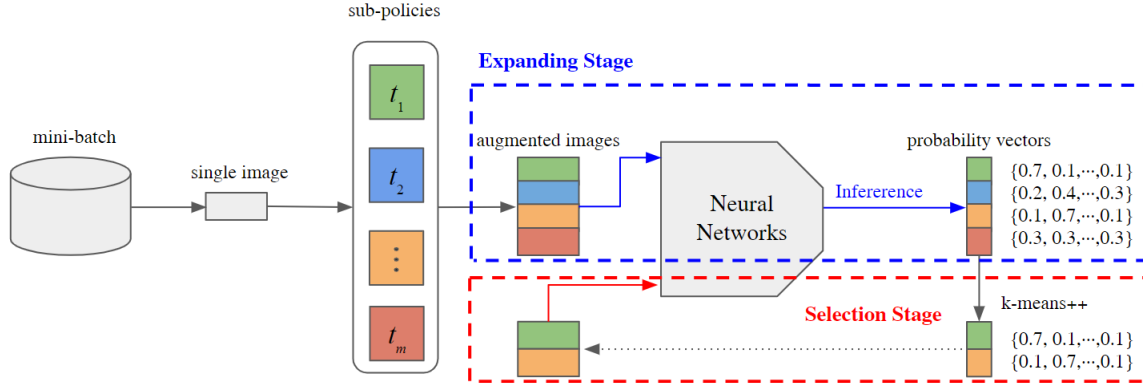 sub-policies
Expanding Stage
t1
mini-batch
augmented images
probability vectors
single image
t2
{0.7, 0.1,···,0.1}
{0.2, 0.4,···,0.3}
{0.1, 0.7,···,0.1}
{0.3, 0.3,···,0.3}
Neural
Networks
Infererence
⋮
k-means++
Selection Stage
tm
{0.7, 0.1,···,0.1}
{0.1, 0.7,···,0.1}